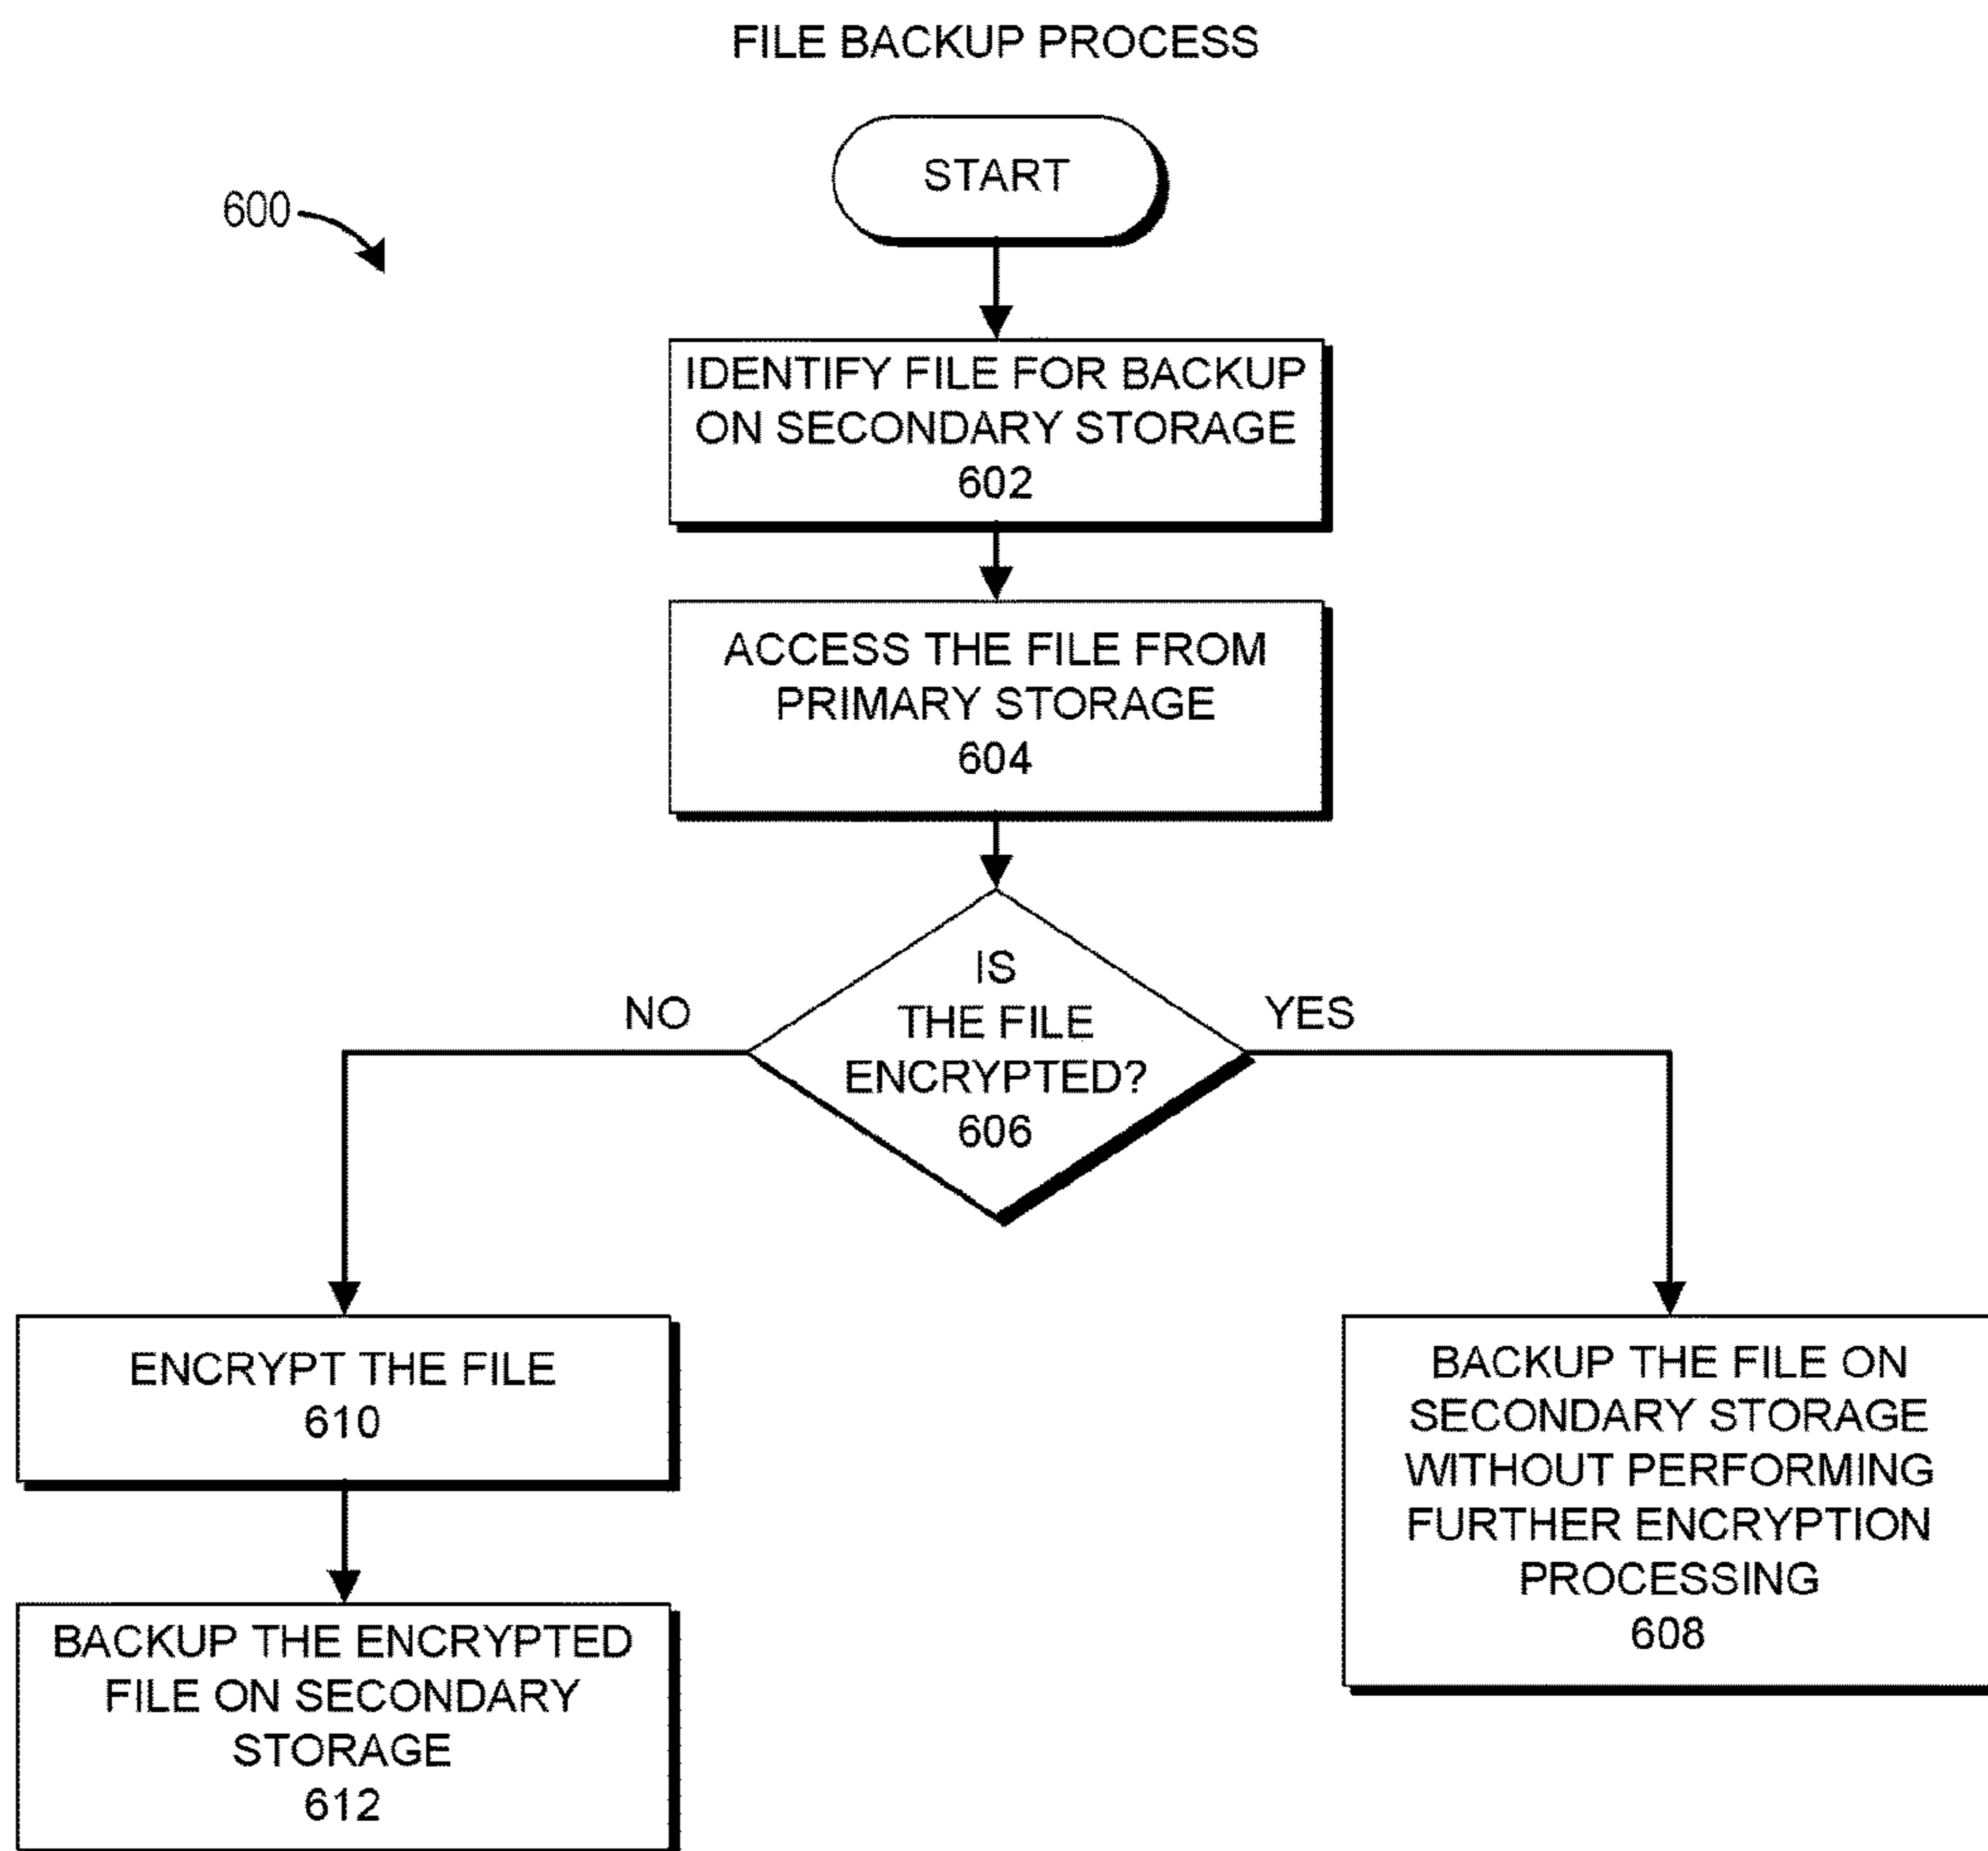 FILE BACKUP PROCESS
START
600
IDENTIFY FILE FOR BACKUP
ON SECONDARY STORAGE
602
ACCESS THE FILE FROM
PRIMARY STORAGE
604
IS
THE FILE
ENCRYPTED?
606
NO
YES
ENCRYPT THE FILE
610
BACKUP THE ENCRYPTED
FILE ON SECONDARY
STORAGE
612
BACKUP THE FILE ON
SECONDARY STORAGE
WITHOUT PERFORMING
FURTHER ENCRYPTION
PROCESSING
608